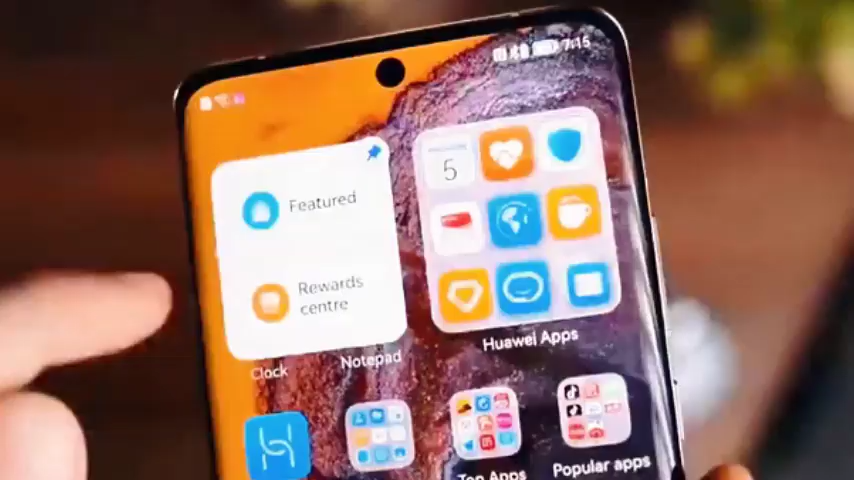 7:15
Featured
Rewards
centre
5
Huawei Apps
Clock
Notepad
Top Apps
Popular apps